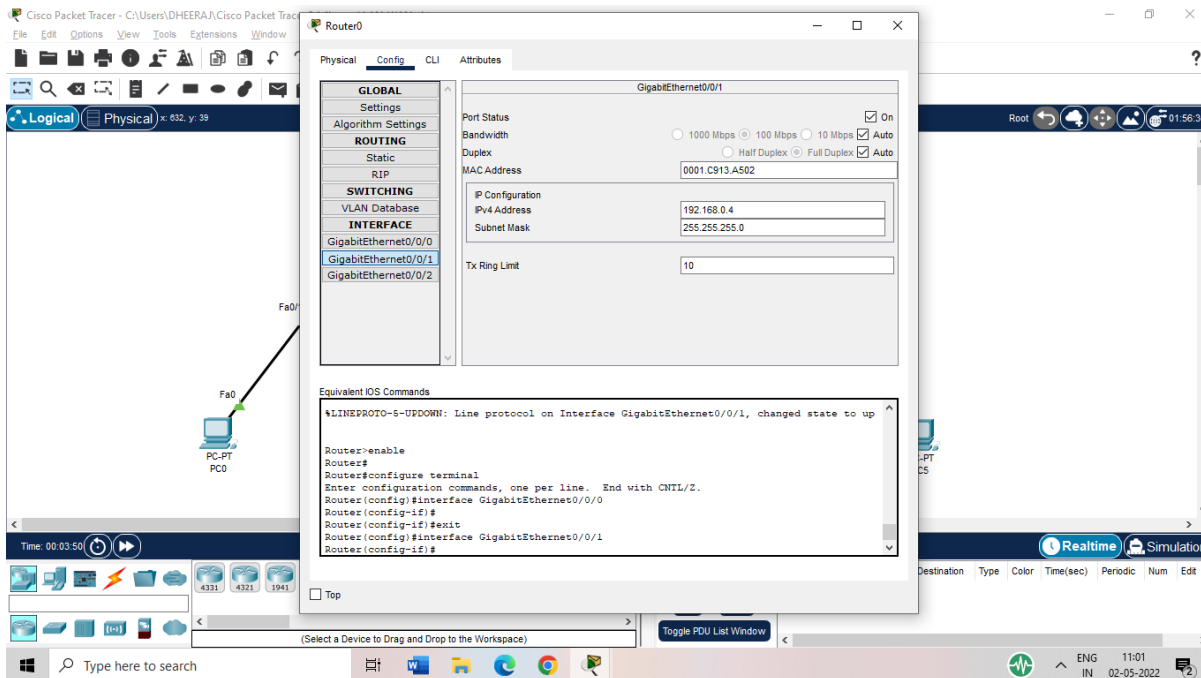 Cisco Packet Tracer - C:\Users\DHEERAJ\Cisco Packet Trace
File Edit Options View Tools Extensions Window
Logical
Physical x: 632, y: 39
Root
01:56:3
Router0
Physical Config CLI Attributes
GLOBAL
Settings
Algorithm Settings
ROUTING
Static
RIP
SWITCHING
VLAN Database
INTERFACE
GigabitEthernet0/0/0
GigabitEthernet0/0/1
GigabitEthernet0/0/2
GigabitEthernet0/0/1
Port Status On
Bandwidth 1000 Mbps 100 Mbps 10 Mbps Auto
Duplex Half Duplex Full Duplex Auto
MAC Address 0001.C913.A502
IP Configuration
IPv4 Address 192.168.0.4
Subnet Mask 255.255.255.0
Tx Ring Limit 10
Equivalent IOS Commands
%LINEPROTO-5-UPDOWN: Line protocol on Interface GigabitEthernet0/0/1, changed state to up
Router>enable
Router#
Router#configure terminal
Enter configuration commands, one per line. End with CNTL/Z.
Router(config)#interface GigabitEthernet0/0/0
Router(config-if)#
Router(config-if)#exit
Router(config)#interface GigabitEthernet0/0/1
Router(config-if)#
Top
Fa0/
Fa0
PC-PT
PC0
-PT
C5
Time: 00:03:50
Realtime
Simulation
4331 4321 1941
(Select a Device to Drag and Drop to the Workspace)
Toggle PDU List Window
Destination Type Color Time(sec) Periodic Num Edit
Type here to search
ENG
IN
11:01
02-05-2022
2